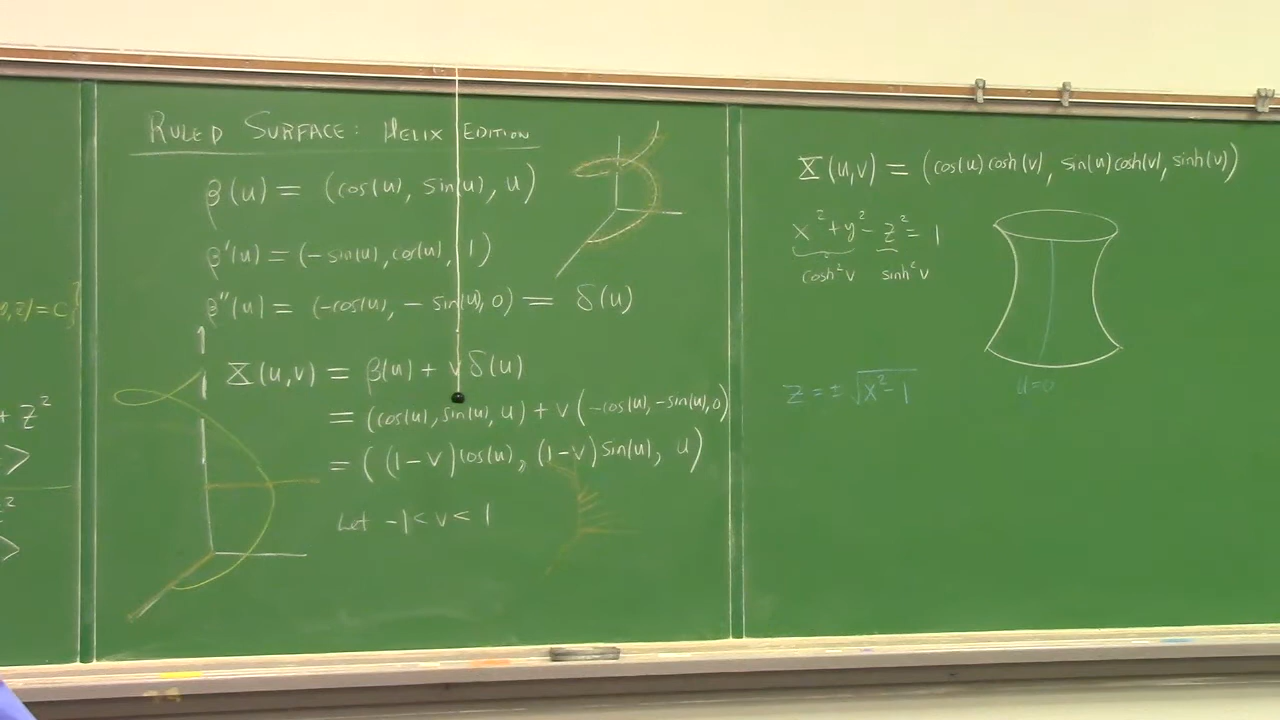 , z) = c}
+ z²
>
z²
>
RULED SURFACE: HELIX EDITION
β(u) = (cos(u), sin(u), u)
β'(u) = (-sin(u), cos(u), 1)
β''(u) = (-cos(u), -sin(u), 0) = δ(u)
X(u,v) = β(u) + v δ(u)
= (cos(u), sin(u), u) + v(-cos(u), -sin(u), 0)
= ((1-v)cos(u), (1-v)sin(u), u)
Let -1 < v < 1
X(u,v) = (cos(u)cosh(v), sin(u)cosh(v), sinh(v))
x² + y² - z² = 1
cosh²v sinh²v
z = ± √x²-1
u=0